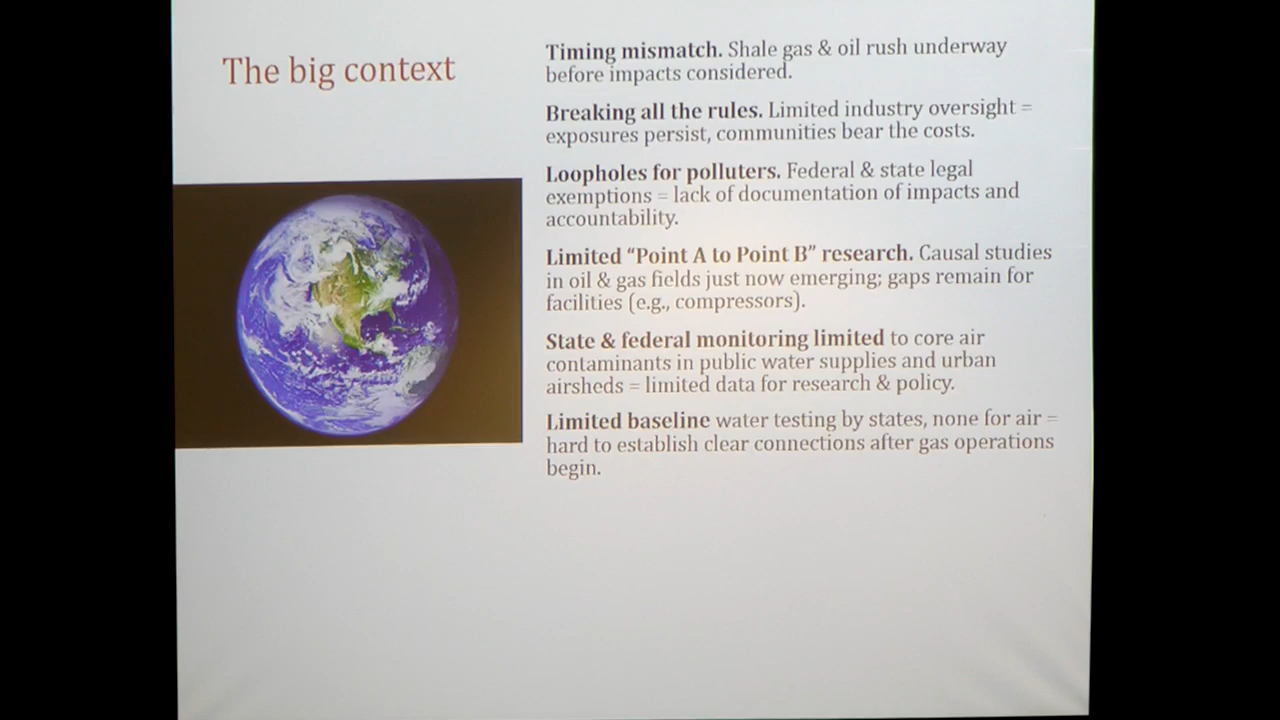 The big context
Timing mismatch. Shale gas & oil rush underway
before impacts considered.
Breaking all the rules. Limited industry oversight =
exposures persist, communities bear the costs.
Loopholes for polluters. Federal & state legal
exemptions = lack of documentation of impacts and
accountability.
Limited “Point A to Point B” research. Causal studies
in oil & gas fields just now emerging; gaps remain for
facilities (e.g., compressors).
State & federal monitoring limited to core air
contaminants in public water supplies and urban
airsheds = limited data for research & policy.
Limited baseline water testing by states, none for air =
hard to establish clear connections after gas operations
begin.